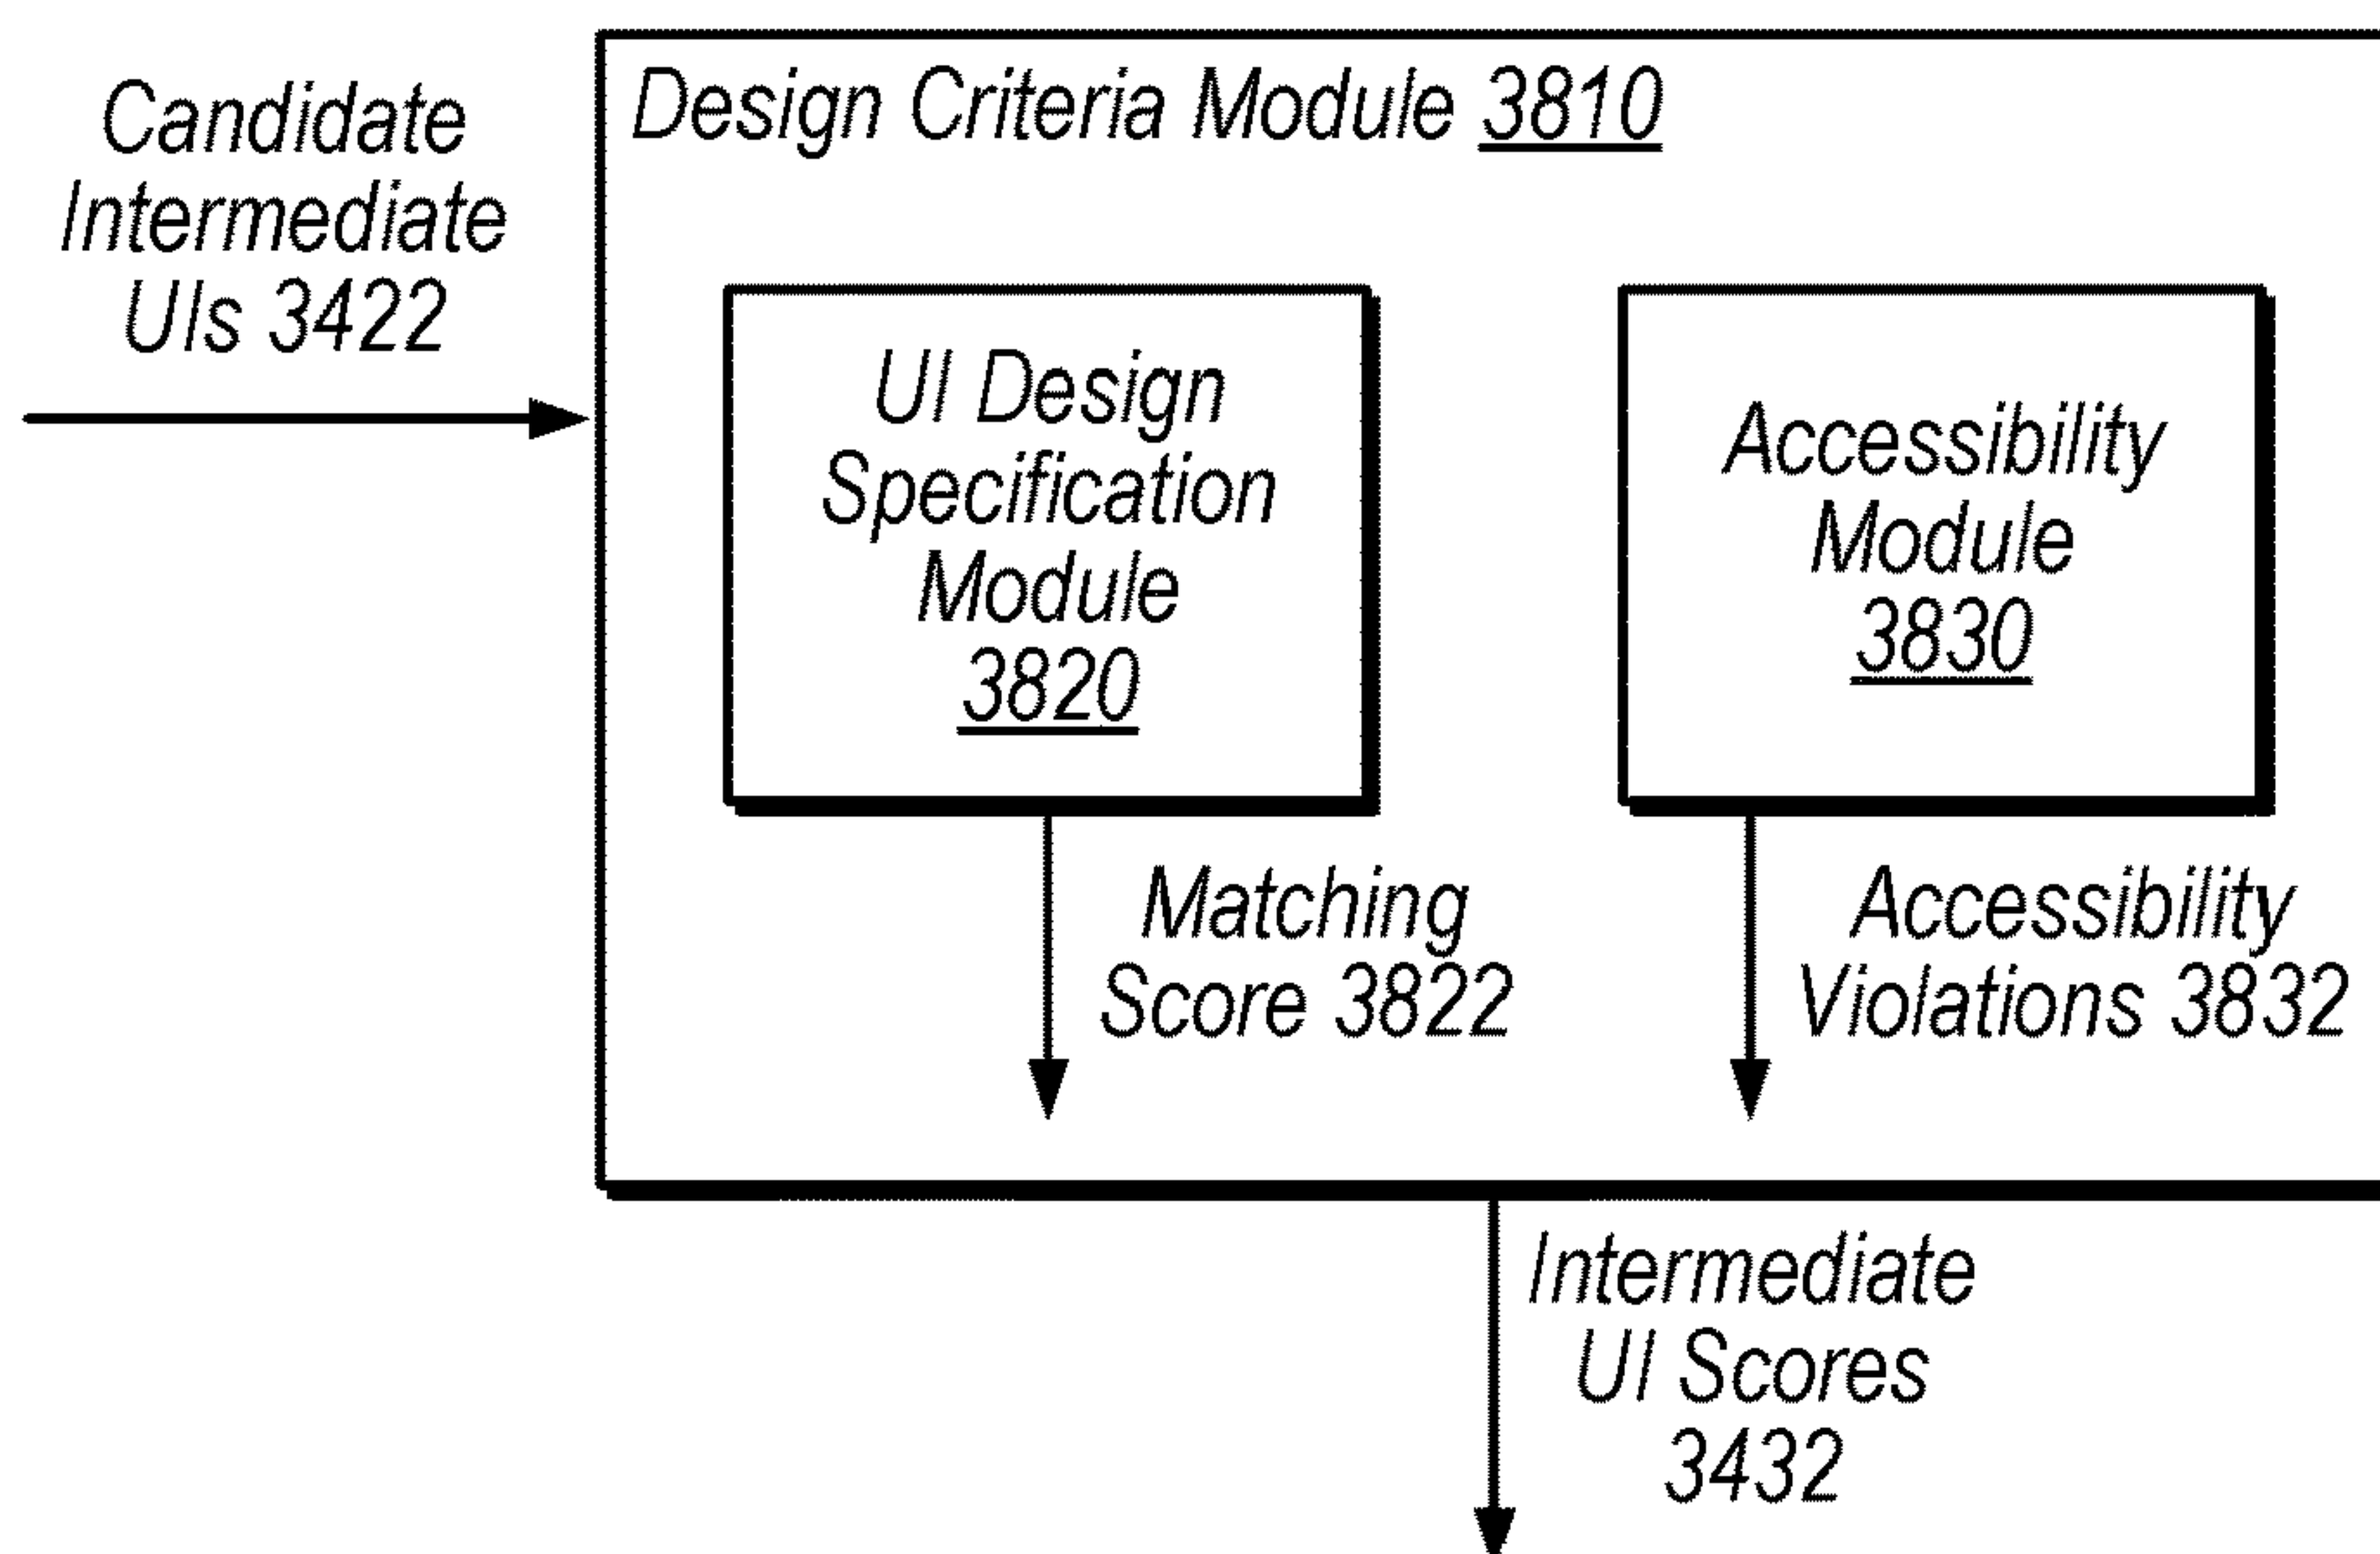 Candidate
Intermediate
UIs 3422
Design Criteria Module 3810
UI Design
Specification
Module
3820
Accessibility
Module
3830
Matching
Score 3822
Accessibility
Violations 3832
Intermediate
UI Scores
3432